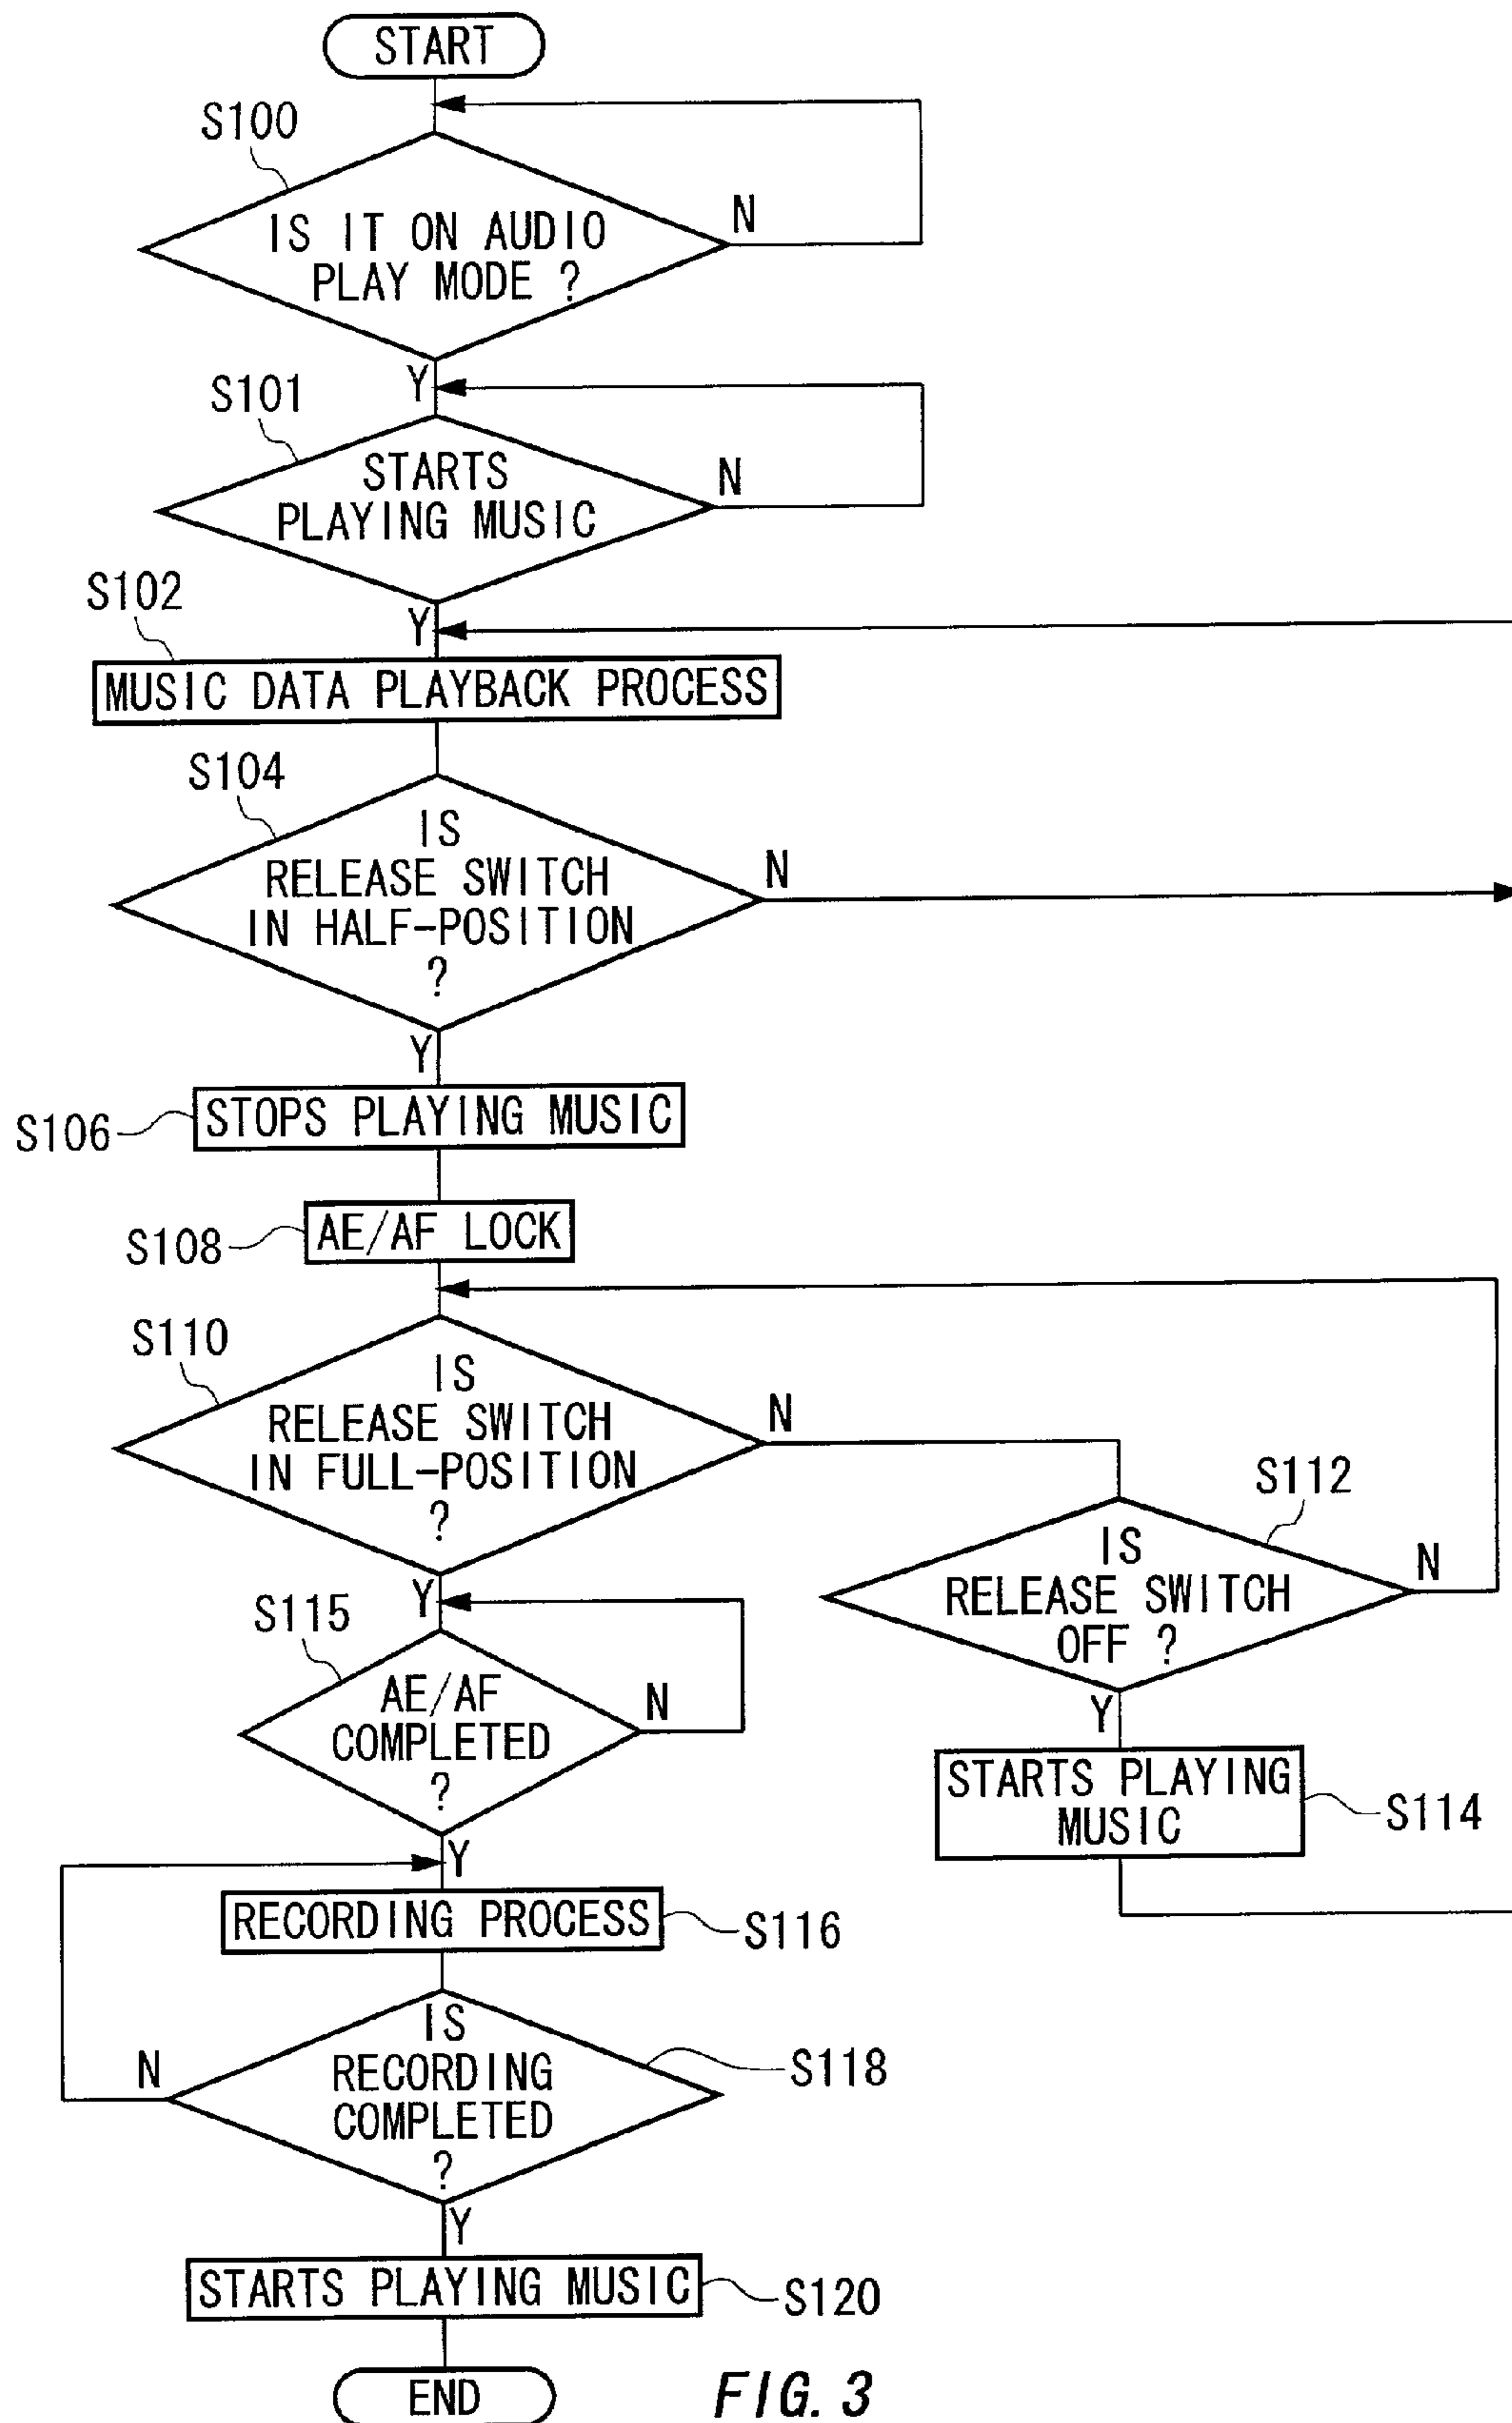 START
S100
IS IT ON AUDIO
PLAY MODE ?
N
Y
S101
STARTS
PLAYING MUSIC
N
Y
S102
MUSIC DATA PLAYBACK PROCESS
S104
IS
RELEASE SWITCH
IN HALF-POSITION
?
N
Y
S106
STOPS PLAYING MUSIC
S108
AE/AF LOCK
S110
IS
RELEASE SWITCH
IN FULL-POSITION
?
N
Y
S112
IS
RELEASE SWITCH
OFF ?
N
Y
STARTS PLAYING
MUSIC
S114
S115
AE/AF
COMPLETED
?
N
Y
RECORDING PROCESS
S116
IS
RECORDING
COMPLETED
?
S118
N
Y
STARTS PLAYING MUSIC
S120
END
FIG. 3